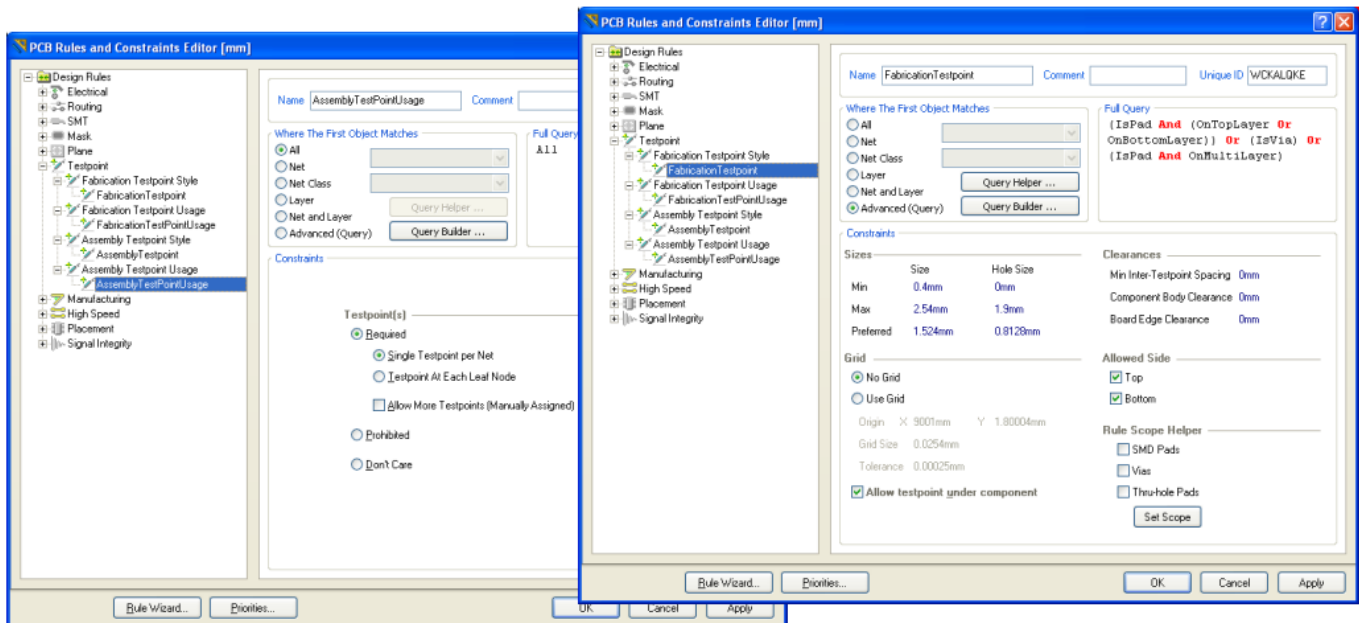 PCB Rules and Constraints Editor [mm]
Design Rules
Electrical
Routing
SMT
Mask
Plane
Testpoint
Fabrication Testpoint Style
FabricationTestpoint
Fabrication Testpoint Usage
FabricationTestPointUsage
Assembly Testpoint Style
AssemblyTestpoint
Assembly Testpoint Usage
AssemblyTestPointUsage
Manufacturing
High Speed
Placement
Signal Integrity
Name AssemblyTestPointUsage Comment
Where The First Object Matches
All
Net
Net Class
Layer
Net and Layer
Advanced (Query)
Query Helper ...
Query Builder ...
Full Query
All
Constraints
Testpoint(s)
Required
Single Testpoint per Net
Testpoint At Each Leaf Node
Allow More Testpoints (Manually Assigned)
Prohibited
Don't Care
Rule Wizard... Priorities... OK Cancel Apply
PCB Rules and Constraints Editor [mm]
Design Rules
Electrical
Routing
SMT
Mask
Plane
Testpoint
Fabrication Testpoint Style
FabricationTestpoint
Fabrication Testpoint Usage
FabricationTestPointUsage
Assembly Testpoint Style
AssemblyTestpoint
Assembly Testpoint Usage
AssemblyTestPointUsage
Manufacturing
High Speed
Placement
Signal Integrity
Name FabricationTestpoint Comment Unique ID WCKALQKE
Where The First Object Matches
All
Net
Net Class
Layer
Net and Layer
Advanced (Query)
Query Helper ...
Query Builder ...
Full Query
(IsPad And (OnTopLayer Or
OnBottomLayer)) Or (IsVia) Or
(IsPad And OnMultiLayer)
Constraints
Sizes
Size Hole Size
Min 0.4mm 0mm
Max 2.54mm 1.9mm
Preferred 1.524mm 0.8128mm
Clearances
Min Inter-Testpoint Spacing 0mm
Component Body Clearance 0mm
Board Edge Clearance 0mm
Grid
No Grid
Use Grid
Origin X 9001mm Y 1.80004mm
Grid Size 0.0254mm
Tolerance 0.00025mm
Allow testpoint under component
Allowed Side
Top
Bottom
Rule Scope Helper
SMD Pads
Vias
Thru-hole Pads
Set Scope
Rule Wizard... Priorities... OK Cancel Apply